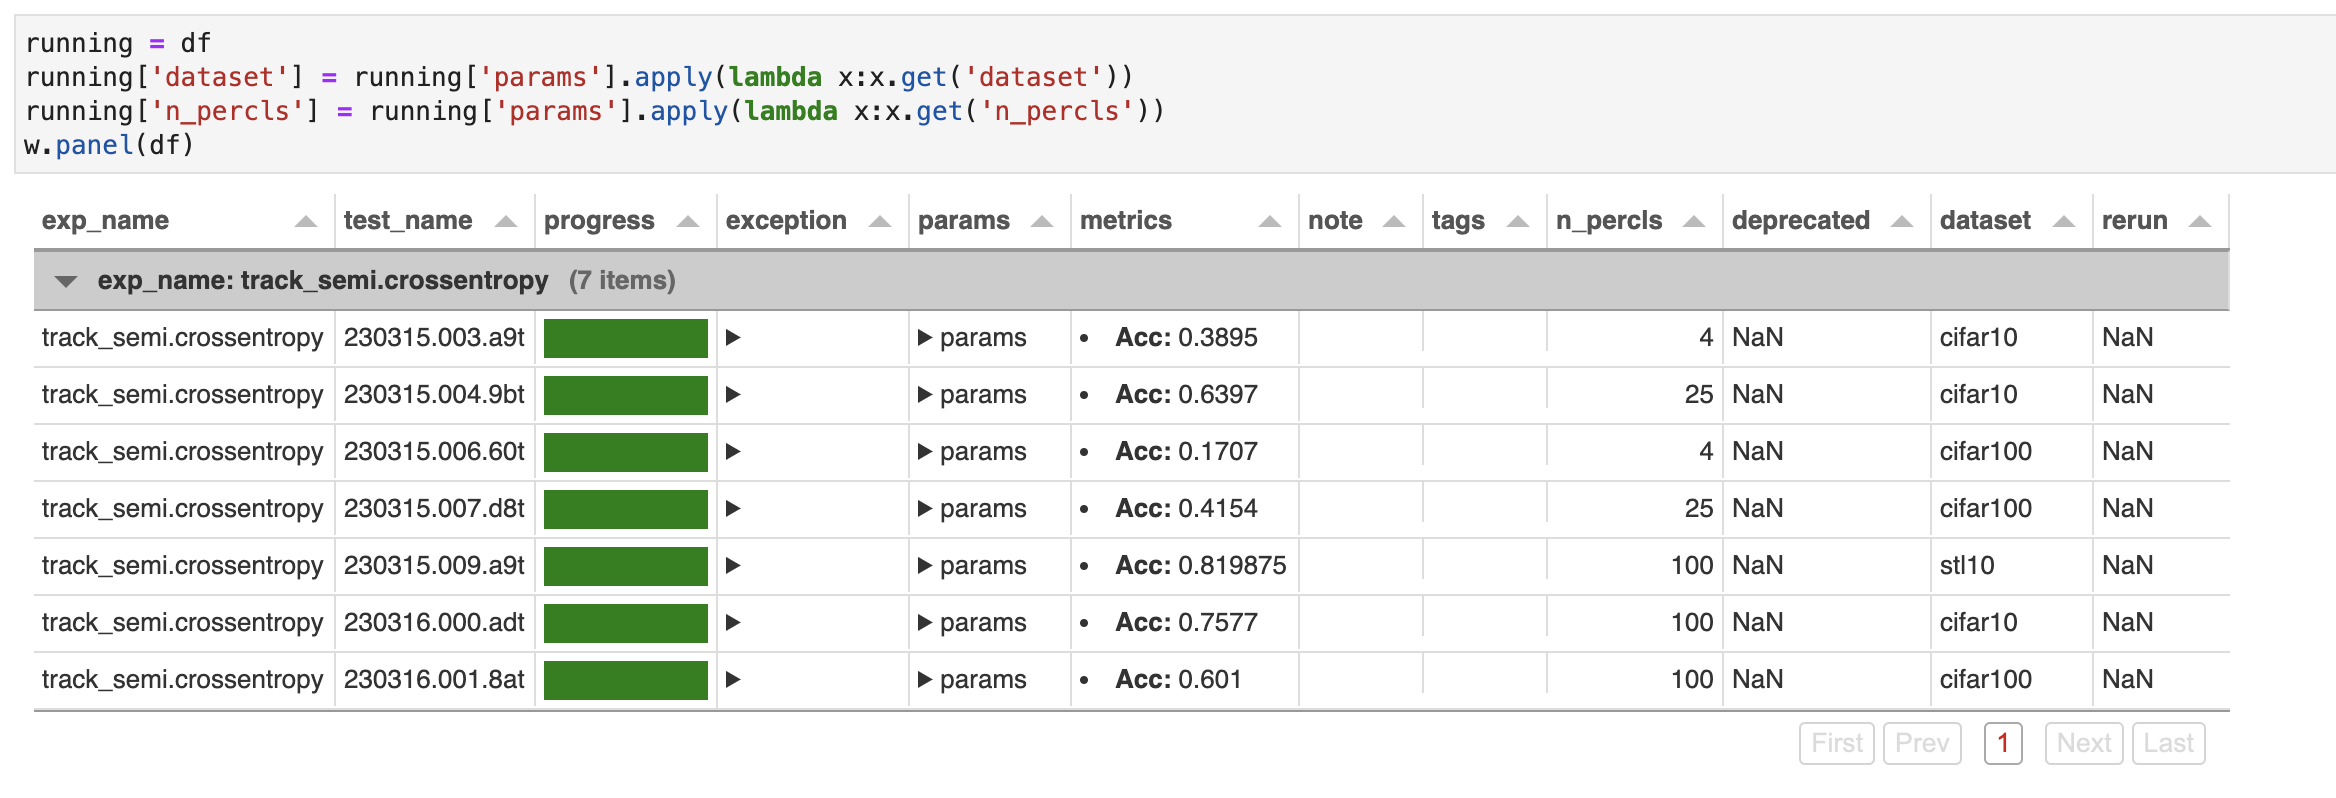 running = df
running['dataset'] = running['params'].apply(lambda x:x.get('dataset'))
running['n_percls'] = running['params'].apply(lambda x:x.get('n_percls'))
w.panel(df)
exp_name test_name progress exception params metrics note tags n_percls deprecated dataset rerun
exp_name: track_semi.crossentropy (7 items)
track_semi.crossentropy 230315.003.a9t ▶ ▶ params • Acc: 0.3895 4 NaN cifar10 NaN
track_semi.crossentropy 230315.004.9bt ▶ ▶ params • Acc: 0.6397 25 NaN cifar10 NaN
track_semi.crossentropy 230315.006.60t ▶ ▶ params • Acc: 0.1707 4 NaN cifar100 NaN
track_semi.crossentropy 230315.007.d8t ▶ ▶ params • Acc: 0.4154 25 NaN cifar100 NaN
track_semi.crossentropy 230315.009.a9t ▶ ▶ params • Acc: 0.819875 100 NaN stl10 NaN
track_semi.crossentropy 230316.000.adt ▶ ▶ params • Acc: 0.7577 100 NaN cifar10 NaN
track_semi.crossentropy 230316.001.8at ▶ ▶ params • Acc: 0.601 100 NaN cifar100 NaN
First Prev 1 Next Last